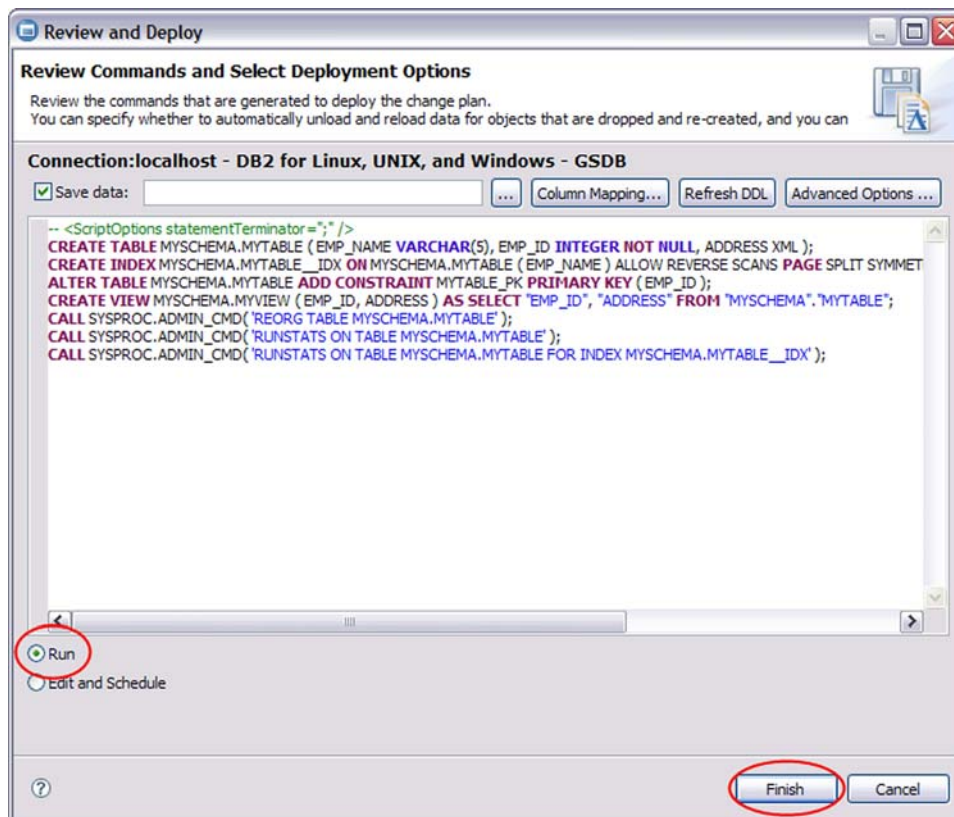 Review and Deploy
Review Commands and Select Deployment Options
Review the commands that are generated to deploy the change plan.
You can specify whether to automatically unload and reload data for objects that are dropped and re-created, and you can
Connection:localhost - DB2 for Linux, UNIX, and Windows - GSDB
Save data: ... Column Mapping... Refresh DDL Advanced Options ...
-- <ScriptOptions statementTerminator=";" />
CREATE TABLE MYSCHEMA.MYTABLE ( EMP_NAME VARCHAR(5), EMP_ID INTEGER NOT NULL, ADDRESS XML );
CREATE INDEX MYSCHEMA.MYTABLE__IDX ON MYSCHEMA.MYTABLE ( EMP_NAME ) ALLOW REVERSE SCANS PAGE SPLIT SYMMET
ALTER TABLE MYSCHEMA.MYTABLE ADD CONSTRAINT MYTABLE_PK PRIMARY KEY ( EMP_ID );
CREATE VIEW MYSCHEMA.MYVIEW ( EMP_ID, ADDRESS ) AS SELECT "EMP_ID", "ADDRESS" FROM "MYSCHEMA"."MYTABLE";
CALL SYSPROC.ADMIN_CMD( 'REORG TABLE MYSCHEMA.MYTABLE' );
CALL SYSPROC.ADMIN_CMD( 'RUNSTATS ON TABLE MYSCHEMA.MYTABLE' );
CALL SYSPROC.ADMIN_CMD( 'RUNSTATS ON TABLE MYSCHEMA.MYTABLE FOR INDEX MYSCHEMA.MYTABLE__IDX' );
Run
Edit and Schedule
Finish Cancel